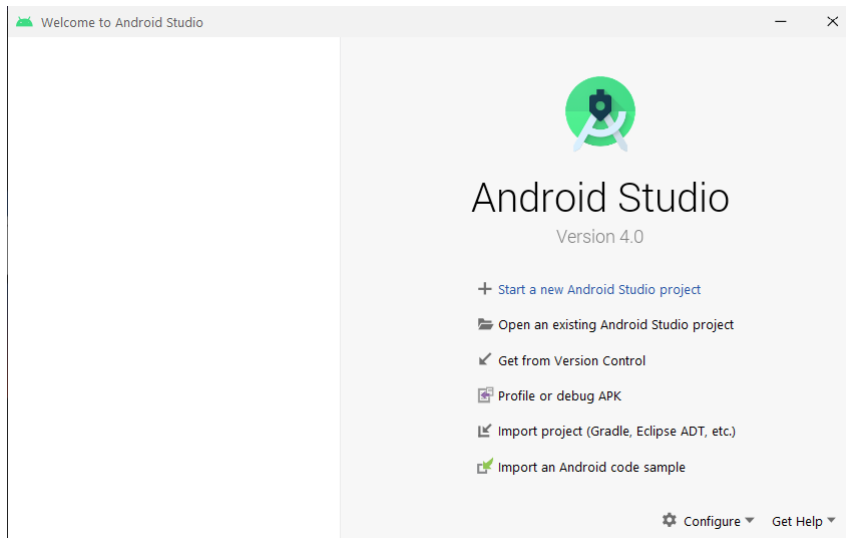 Welcome to Android Studio
Android Studio
Version 4.0
Start a new Android Studio project
Open an existing Android Studio project
Get from Version Control
Profile or debug APK
Import project (Gradle, Eclipse ADT, etc.)
Import an Android code sample
Configure Get Help